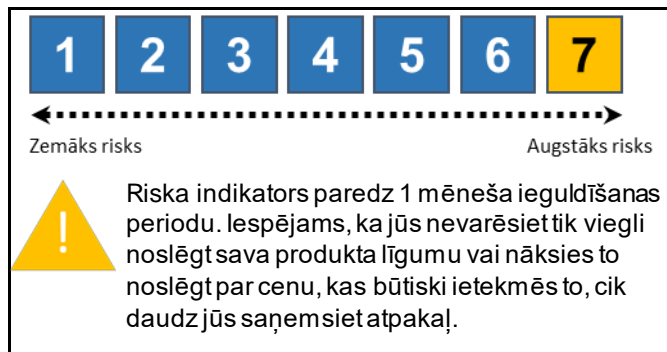 1 2 3 4 5 6 7
Zemāks risks Augstāks risks
!
Riska indikators paredz 1 mēneša ieguldīšanas
periodu. Iespējams, ka jūs nevarēsiet tik viegli
noslēgt sava produkta līgumu vai nāksies to
noslēgt par cenu, kas būtiski ietekmēs to, cik
daudz jūs saņemsiet atpakaļ.